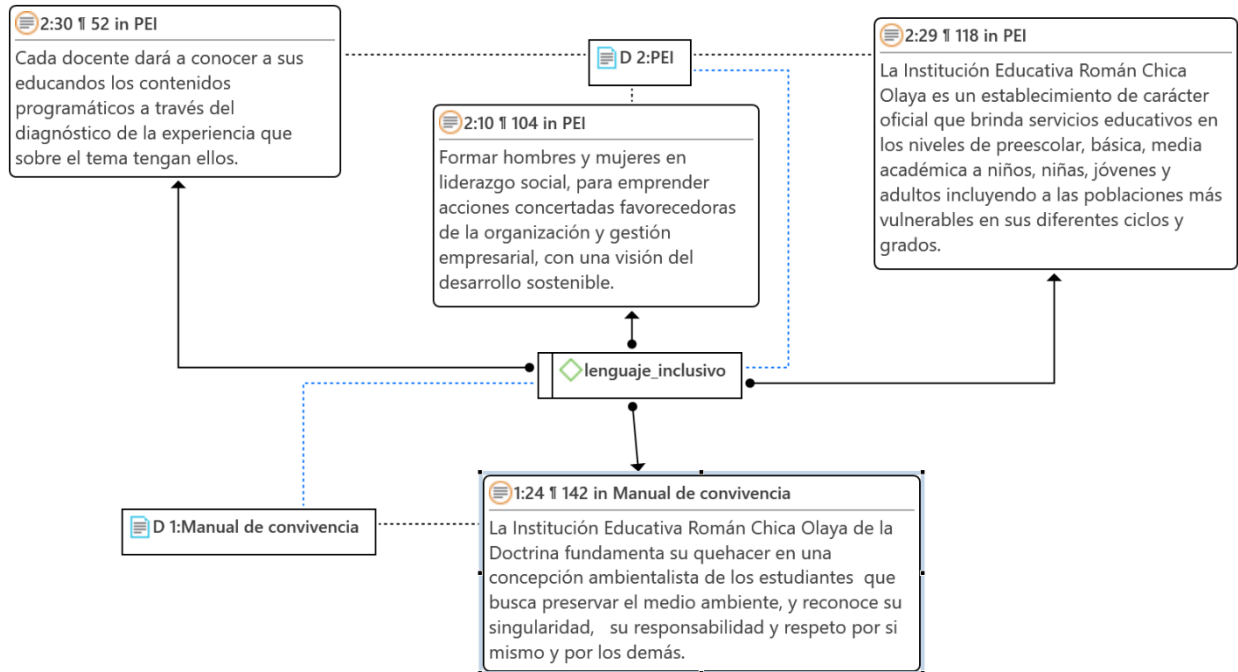 2:30 ¶ 52 in PEI
Cada docente dará a conocer a sus
educandos los contenidos
programáticos a través del
diagnóstico de la experiencia que
sobre el tema tengan ellos.
D 2:PEI
2:10 ¶ 104 in PEI
Formar hombres y mujeres en
liderazgo social, para emprender
acciones concertadas favorecedoras
de la organización y gestión
empresarial, con una visión del
desarrollo sostenible.
2:29 ¶ 118 in PEI
La Institución Educativa Román Chica
Olaya es un establecimiento de carácter
oficial que brinda servicios educativos en
los niveles de preescolar, básica, media
académica a niños, niñas, jóvenes y
adultos incluyendo a las poblaciones más
vulnerables en sus diferentes ciclos y
grados.
lenguaje_inclusivo
D 1:Manual de convivencia
1:24 ¶ 142 in Manual de convivencia
La Institución Educativa Román Chica Olaya de la
Doctrina fundamenta su quehacer en una
concepción ambientalista de los estudiantes que
busca preservar el medio ambiente, y reconoce su
singularidad, su responsabilidad y respeto por si
mismo y por los demás.